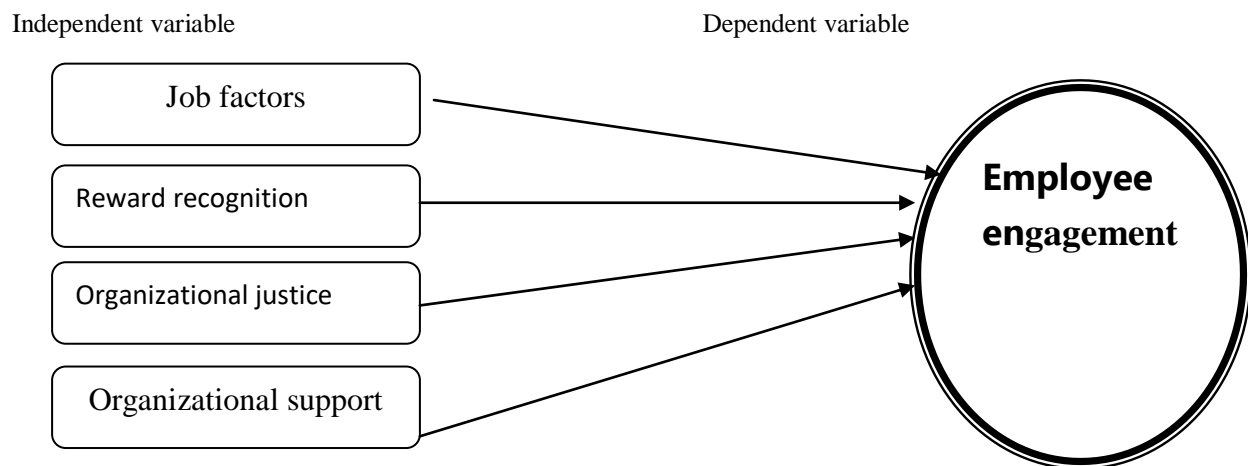 Independent variable
Dependent variable
Job factors
Reward recognition
Organizational justice
Organizational support
Employee
engagement